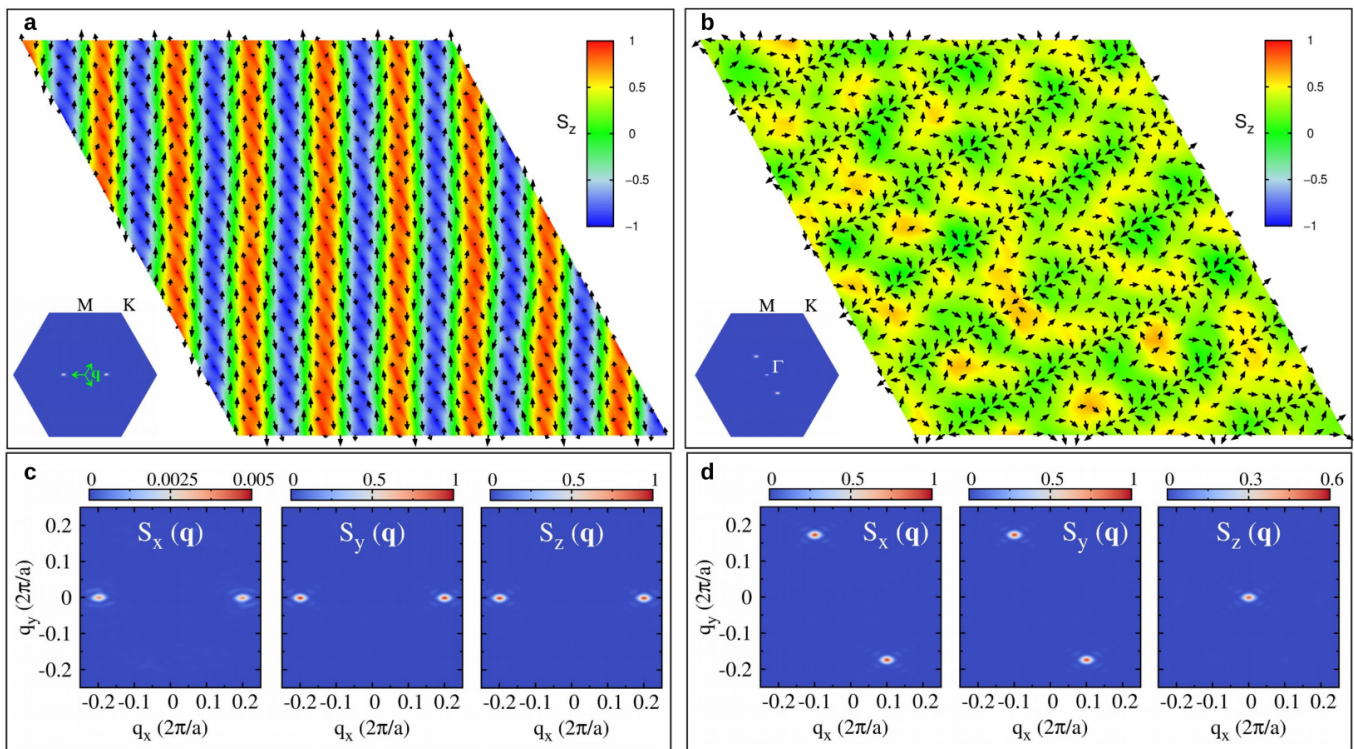 a
1
0.5
S_z
0
−0.5
−1
M K
q
b
1
0.5
S_z
0
−0.5
−1
M K
Γ
c
0 0.0025 0.005
0 0.5 1
0 0.5 1
S_x (q)
S_y (q)
S_z (q)
0.2
0.1
0
-0.1
-0.2
q_y (2π/a)
-0.2 -0.1 0 0.1 0.2
-0.2 -0.1 0 0.1 0.2
-0.2 -0.1 0 0.1 0.2
q_x (2π/a)
q_x (2π/a)
q_x (2π/a)
d
0 0.5 1
0 0.5 1
0 0.3 0.6
S_x (q)
S_y (q)
S_z (q)
0.2
0.1
0
-0.1
-0.2
q_y (2π/a)
-0.2 -0.1 0 0.1 0.2
-0.2 -0.1 0 0.1 0.2
-0.2 -0.1 0 0.1 0.2
q_x (2π/a)
q_x (2π/a)
q_x (2π/a)